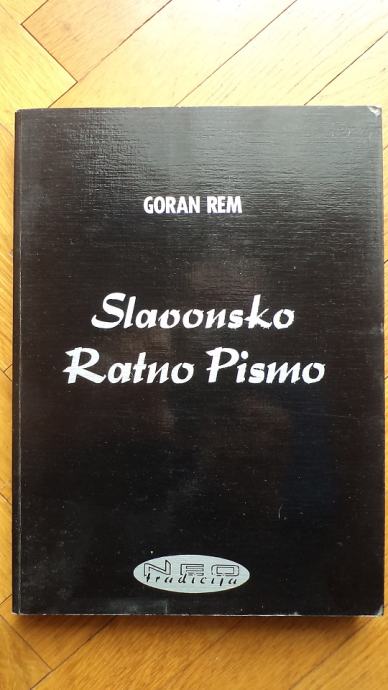 GORAN REM
Slavonsko
Ratno Pismo
NEO
tradicija